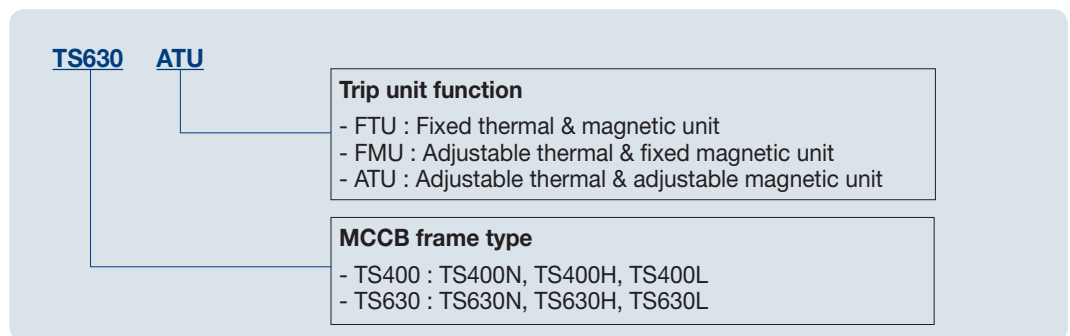 TS630 ATU
Trip unit function
- FTU : Fixed thermal & magnetic unit
- FMU : Adjustable thermal & fixed magnetic unit
- ATU : Adjustable thermal & adjustable magnetic unit
MCCB frame type
- TS400 : TS400N, TS400H, TS400L
- TS630 : TS630N, TS630H, TS630L